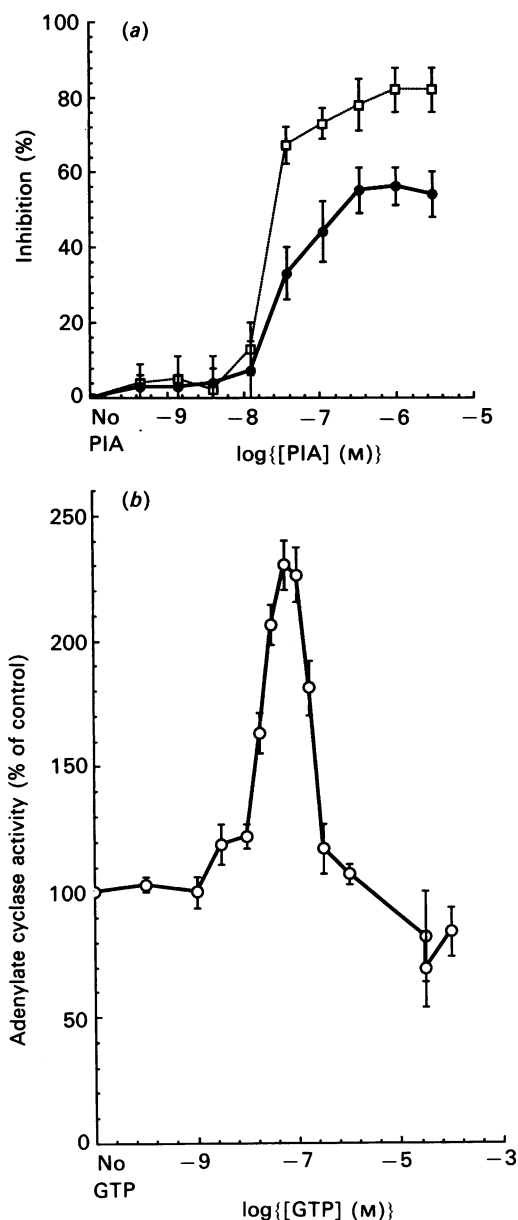 (a)
100
80
60
40
20
0
Inhibition (%)
No PIA
−9
−8
−7
−6
−5
log{[PIA] (M)}
(b)
250
200
150
100
50
0
Adenylate cyclase activity (% of control)
No GTP
−9
−7
−5
−3
log{[GTP] (M)}